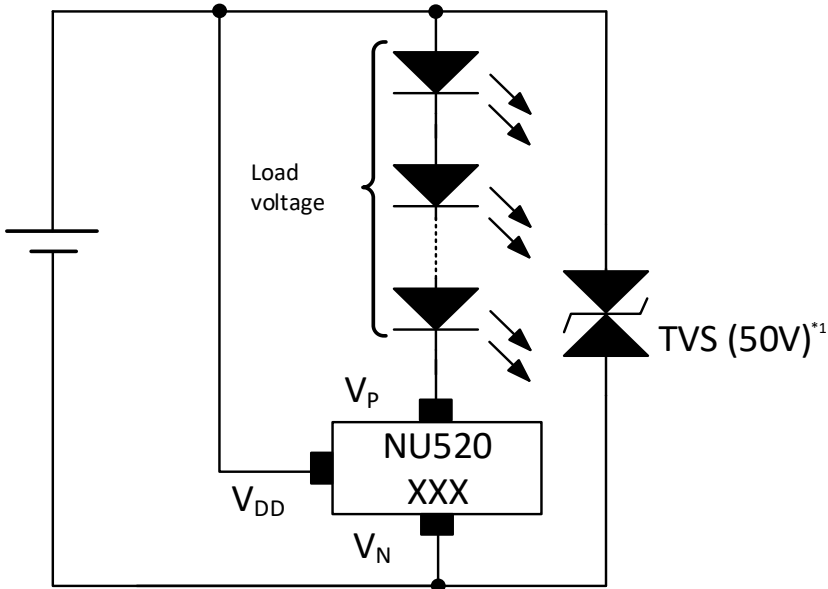 Load
voltage
TVS (50V)*1
VP
NU520
XXX
VDD
VN